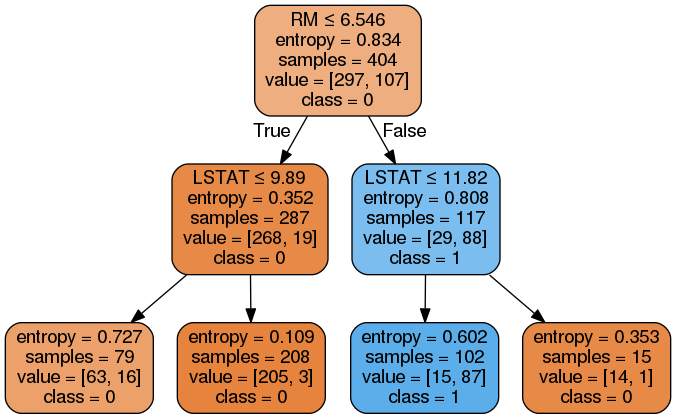 RM ≤ 6.546
entropy = 0.834
samples = 404
value = [297, 107]
class = 0
True
False
LSTAT ≤ 9.89
entropy = 0.352
samples = 287
value = [268, 19]
class = 0
LSTAT ≤ 11.82
entropy = 0.808
samples = 117
value = [29, 88]
class = 1
entropy = 0.727
samples = 79
value = [63, 16]
class = 0
entropy = 0.109
samples = 208
value = [205, 3]
class = 0
entropy = 0.602
samples = 102
value = [15, 87]
class = 1
entropy = 0.353
samples = 15
value = [14, 1]
class = 0